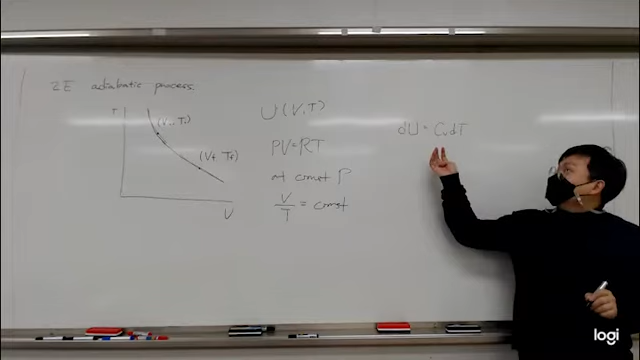 2E adiabatic process.
T
(Vi, Ti)
(Vf, Tf)
V
U(V,T)
PV=RT
at const P
V/T = const
dU = CvdT
logi